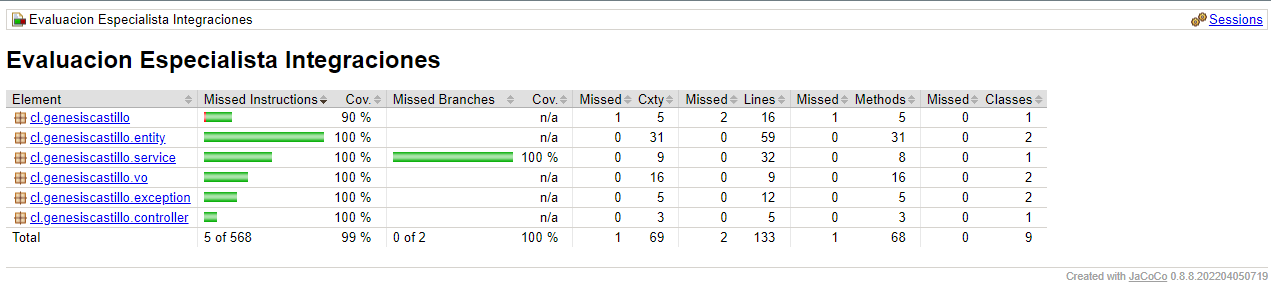 Evaluacion Especialista Integraciones Sessions
Evaluacion Especialista Integraciones
Element Missed Instructions Cov. Missed Branches Cov. Missed Cxty Missed Lines Missed Methods Missed Classes
cl.genesiscastillo 90 % n/a 1 5 2 16 1 5 0 1
cl.genesiscastillo.entity 100 % n/a 0 31 0 59 0 31 0 2
cl.genesiscastillo.service 100 % 100 % 0 9 0 32 0 8 0 1
cl.genesiscastillo.vo 100 % n/a 0 16 0 9 0 16 0 2
cl.genesiscastillo.exception 100 % n/a 0 5 0 12 0 5 0 2
cl.genesiscastillo.controller 100 % n/a 0 3 0 5 0 3 0 1
Total 5 of 568 99 % 0 of 2 100 % 1 69 2 133 1 68 0 9
Created with JaCoCo 0.8.8.202204050719